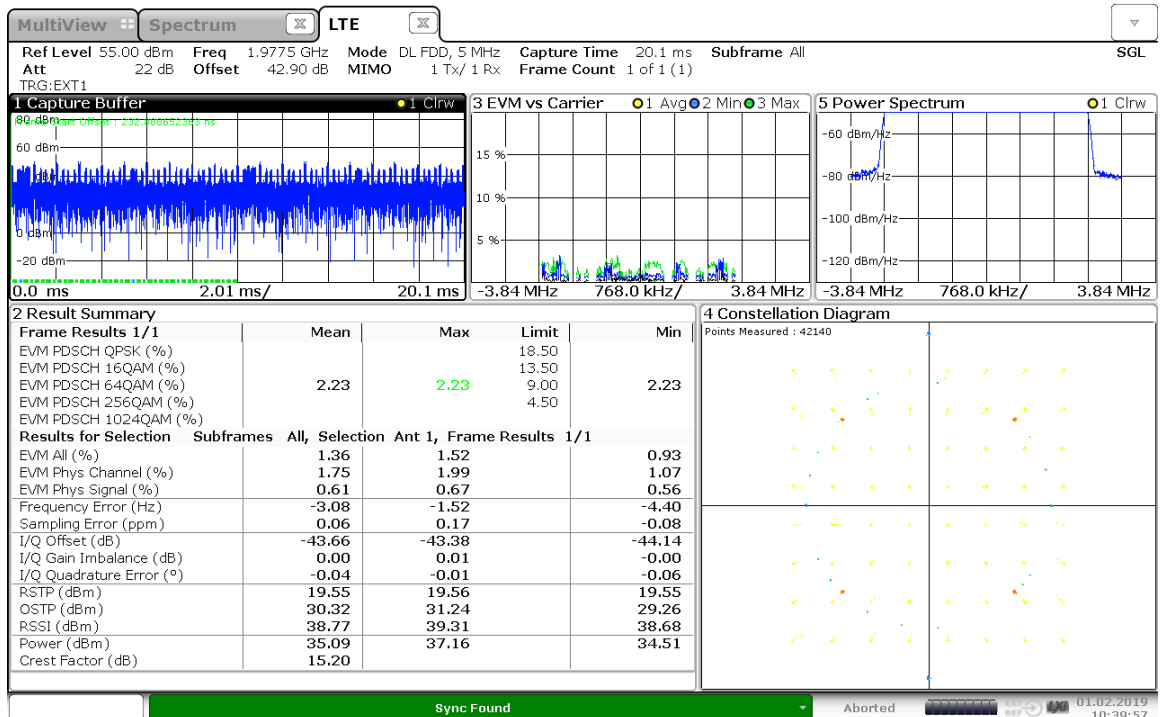 MultiView Spectrum LTE
Ref Level 55.00 dBm Freq 1.9775 GHz Mode DL FDD, 5 MHz Capture Time 20.1 ms Subframe All SGL
Att 22 dB Offset 42.90 dB MIMO 1 Tx/ 1 Rx Frame Count 1 of 1 (1)
TRG:EXT1
1 Capture Buffer 1 Clrw
80 dBm
60 dBm
0 dBm
-20 dBm
0.0 ms 2.01 ms/ 20.1 ms
3 EVM vs Carrier 1 Avg 2 Min 3 Max
15 %
10 %
5 %
-3.84 MHz 768.0 kHz/ 3.84 MHz
5 Power Spectrum 1 Clrw
-60 dBm/Hz
-80 dBm/Hz
-100 dBm/Hz
-120 dBm/Hz
-3.84 MHz 768.0 kHz/ 3.84 MHz
2 Result Summary
Frame Results 1/1 Mean Max Limit Min
EVM PDSCH QPSK (%) 18.50
EVM PDSCH 16QAM (%) 13.50
EVM PDSCH 64QAM (%) 2.23 2.23 9.00 2.23
EVM PDSCH 256QAM (%) 4.50
EVM PDSCH 1024QAM (%)
Results for Selection Subframes All, Selection Ant 1, Frame Results 1/1
EVM All (%) 1.36 1.52 0.93
EVM Phys Channel (%) 1.75 1.99 1.07
EVM Phys Signal (%) 0.61 0.67 0.56
Frequency Error (Hz) -3.08 -1.52 -4.40
Sampling Error (ppm) 0.06 0.17 -0.08
I/Q Offset (dB) -43.66 -43.38 -44.14
I/Q Gain Imbalance (dB) 0.00 0.01 -0.00
I/Q Quadrature Error (°) -0.04 -0.01 -0.06
RSTP (dBm) 19.55 19.56 19.55
OSTP (dBm) 30.32 31.24 29.26
RSSI (dBm) 38.77 39.31 38.68
Power (dBm) 35.09 37.16 34.51
Crest Factor (dB) 15.20
4 Constellation Diagram
Points Measured : 42140
Sync Found Aborted EXT REF LXI 01.02.2019
10:39:57